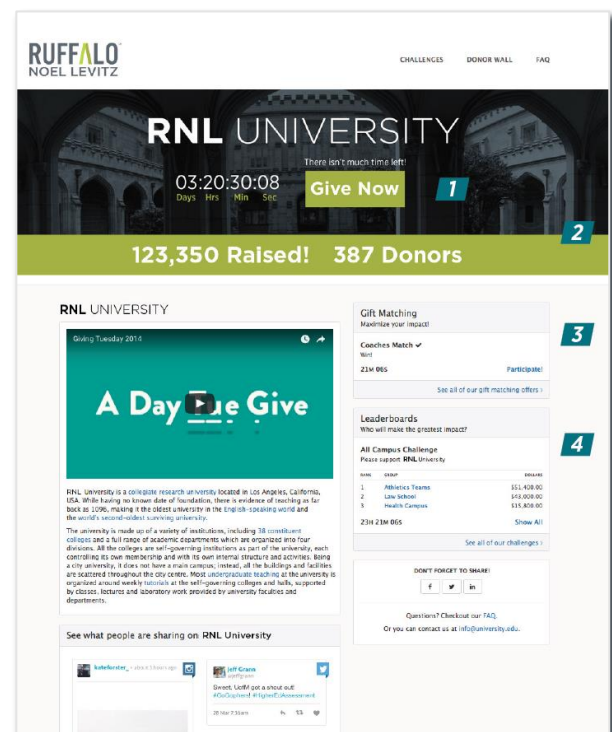 RUFFALO
NOEL LEVITZ
CHALLENGES DONOR WALL FAQ
RNL UNIVERSITY
There isn't much time left!
03:20:30:08
Days Hrs Min Sec
Give Now
1
2
123,350 Raised! 387 Donors
RNL UNIVERSITY
Giving Tuesday 2014
A Day Tue Give
RNL University is a collegiate research university located in Los Angeles, California,
USA. While having no known date of foundation, there is evidence of teaching as far
back as 1096, making it the oldest university in the English-speaking world and
the world's second-oldest surviving university.
The university is made up of a variety of institutions, including 38 constituent
colleges and a full range of academic departments which are organized into four
divisions. All the colleges are self-governing institutions as part of the university, each
controlling its own membership and with its own internal structure and activities. Being
a city university, it does not have a main campus; instead, all the buildings and facilities
are scattered throughout the city centre. Most undergraduate teaching at the university is
organized around weekly tutorials at the self-governing colleges and halls, supported
by classes, lectures and laboratory work provided by university faculties and
departments.
See what people are sharing on RNL University
Jeff Grann
Sweet. UofM got a shout out!
#GoGophers! #HigherEdAssessment
Gift Matching
Maximize your impact!
3
Coaches Match ✔
Win!
21M 06S Participate!
See all of our gift matching offers ›
Leaderboards
Who will make the greatest impact?
4
All Campus Challenge
Please support RNL University
RANK GROUP DOLLARS
1 Athletics Teams $51,400.00
2 Law School $43,000.00
3 Health Campus $15,800.00
23H 21M 06S Show All
See all of our challenges ›
DON'T FORGET TO SHARE!
Questions? Checkout our FAQ.
Or you can contact us at info@university.edu.